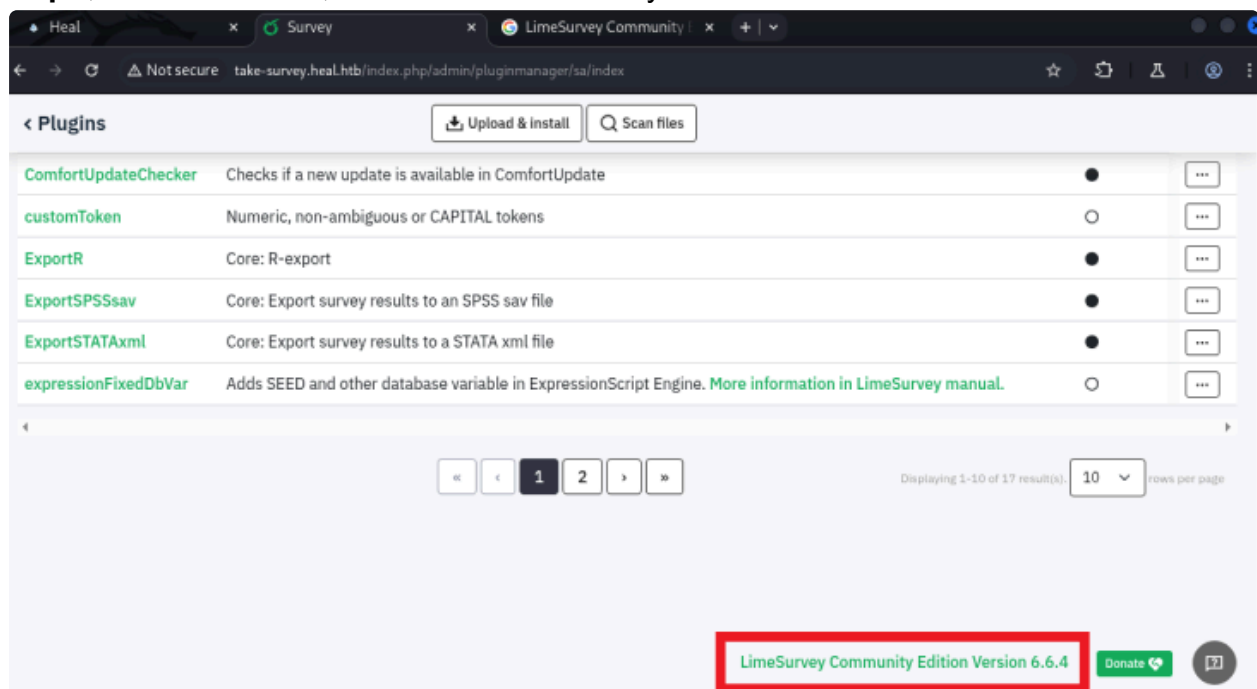 Heal
Survey
LimeSurvey Community
Not secure take-survey.heal.htb/index.php/admin/pluginmanager/sa/index
< Plugins Upload & install Scan files
ComfortUpdateChecker Checks if a new update is available in ComfortUpdate ...
customToken Numeric, non-ambiguous or CAPITAL tokens ...
ExportR Core: R-export ...
ExportSPSSsav Core: Export survey results to an SPSS sav file ...
ExportSTATAxml Core: Export survey results to a STATA xml file ...
expressionFixedDbVar Adds SEED and other database variable in ExpressionScript Engine. More information in LimeSurvey manual. ...
« ‹ 1 2 › » Displaying 1-10 of 17 result(s). 10 rows per page
LimeSurvey Community Edition Version 6.6.4 Donate